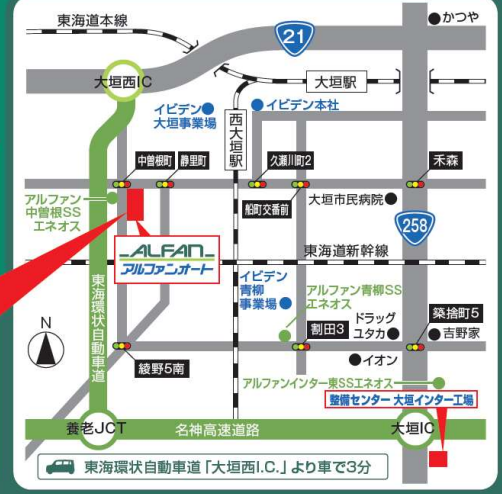 東海道本線
21
かつや
大垣西IC
大垣駅
イビデン
大垣事業場
西大垣駅
イビデン本社
中曽根町
静里町
久瀬川町2
禾森
アルファン
中曽根SS
エネオス
船町交番前
大垣市民病院
258
ALFAN
アルファンオート
東海道新幹線
東海環状自動車道
イビデン
青柳
事業場
アルファン青柳SS
エネオス
N
ドラッグ
ユタカ
築捨町5
割田3
吉野家
綾野5南
イオン
アルファンインター東SSエネオス
整備センター 大垣インター工場
養老JCT
名神高速道路
大垣IC
東海環状自動車道「大垣西I.C.」より車で3分